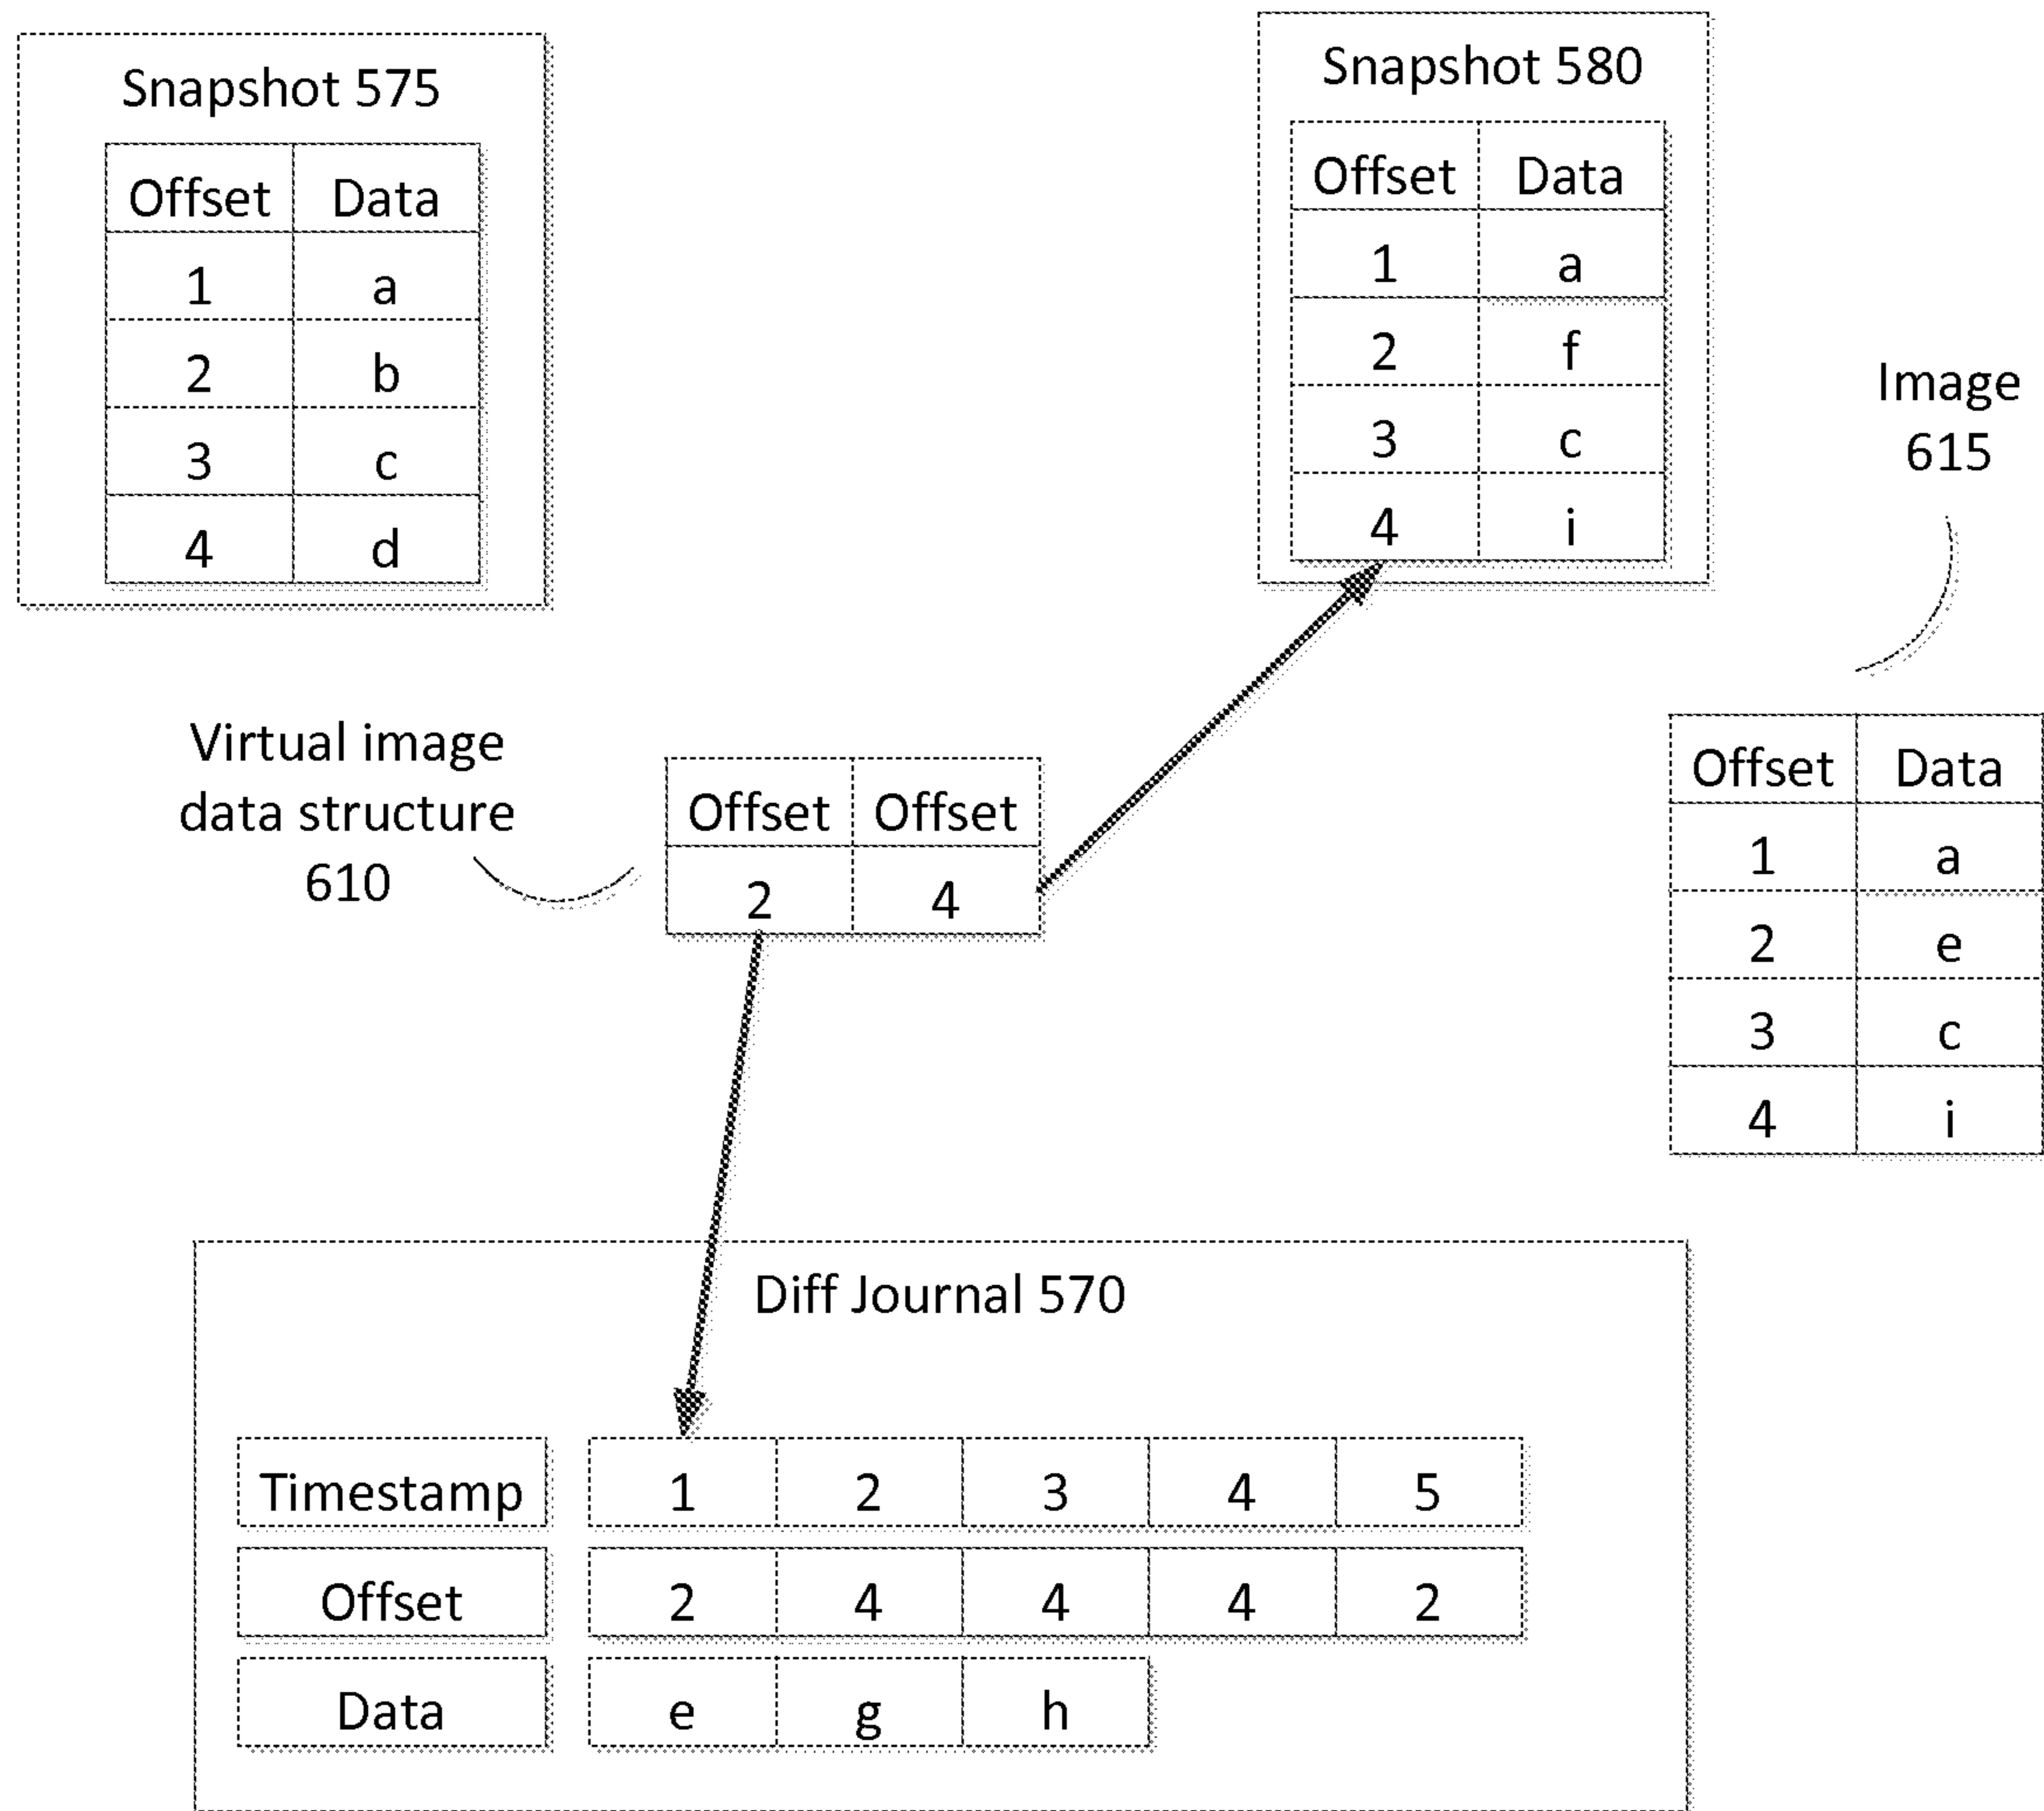 Snapshot 575
Offset Data
1 a
2 b
3 c
4 d
Snapshot 580
Offset Data
1 a
2 f
3 c
4 i
Image
615
Virtual image
data structure
610
Offset Offset
2 4
Offset Data
1 a
2 e
3 c
4 i
Diff Journal 570
Timestamp 1 2 3 4 5
Offset 2 4 4 4 2
Data e g h